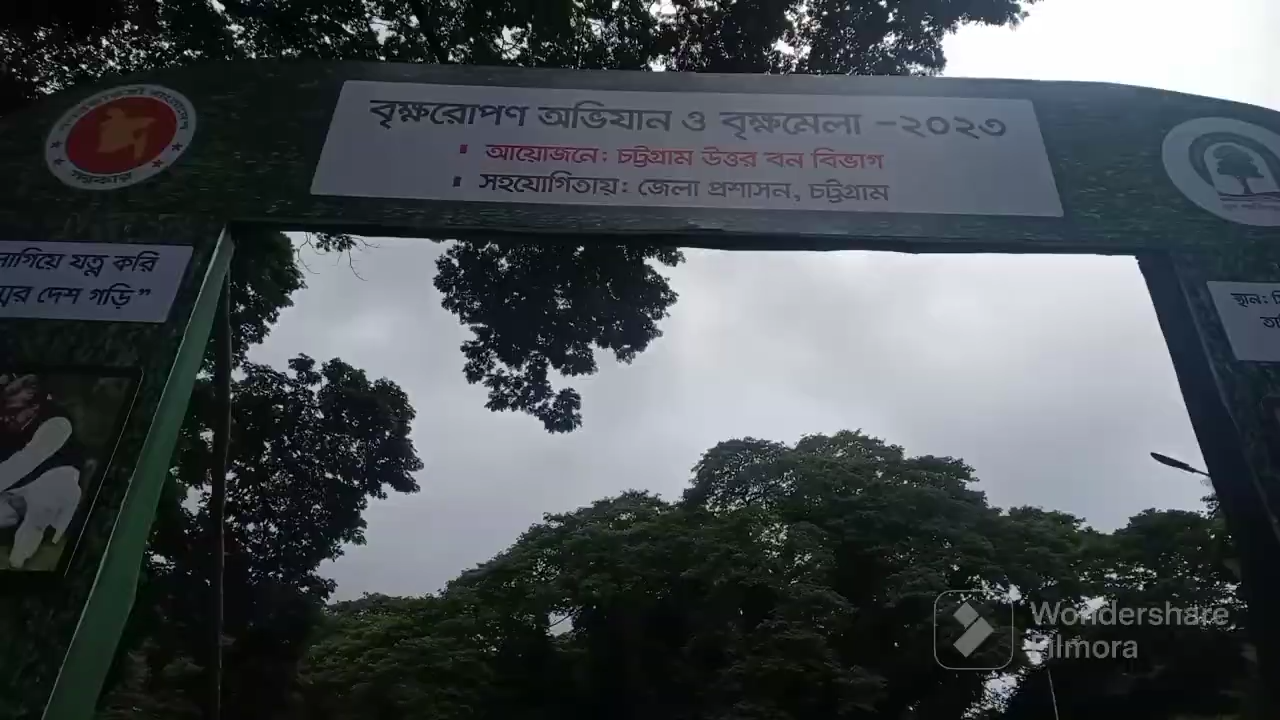 বৃক্ষরোপণ অভিযান ও বৃক্ষমেলা -২০২৩
▪ আয়োজনে: চট্টগ্রাম উত্তর বন বিভাগ
▪ সহযোগিতায়: জেলা প্রশাসন, চট্টগ্রাম
লাগিয়ে যত্ন করি
দেশ গড়ি”
স্থান:
সরকার
Wondershare
Filmora